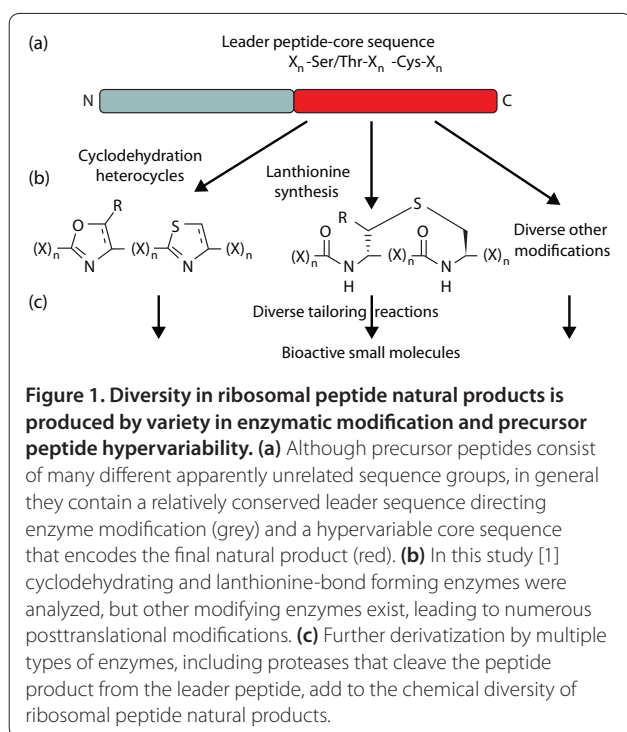 (a)
Leader peptide-core sequence
Xn-Ser/Thr-Xn -Cys-Xn
N
C
Cyclodehydration
heterocycles
Lanthionine
synthesis
(b)
O
R
S
(X)n
N
(X)n
N
(X)n
S
R
O
O
(X)n
N
H
(X)n
N
H
(X)n
Diverse other
modifications
(c)
Diverse tailoring reactions
Bioactive small molecules
Figure 1. Diversity in ribosomal peptide natural products is
produced by variety in enzymatic modification and precursor
peptide hypervariability. (a) Although precursor peptides consist
of many different apparently unrelated sequence groups, in general
they contain a relatively conserved leader sequence directing
enzyme modification (grey) and a hypervariable core sequence
that encodes the final natural product (red). (b) In this study [1]
cyclodehydrating and lanthionine-bond forming enzymes were
analyzed, but other modifying enzymes exist, leading to numerous
posttranslational modifications. (c) Further derivatization by multiple
types of enzymes, including proteases that cleave the peptide
product from the leader peptide, add to the chemical diversity of
ribosomal peptide natural products.